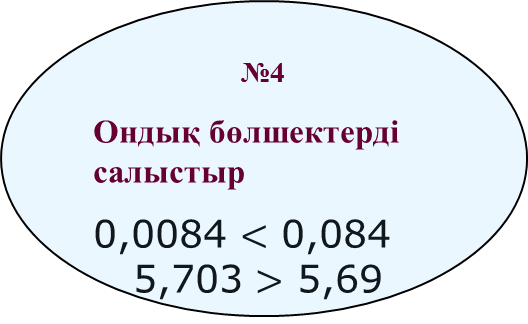 №4
Ондық бөлшектерді
салыстыр
0,0084 < 0,084
5,703 > 5,69